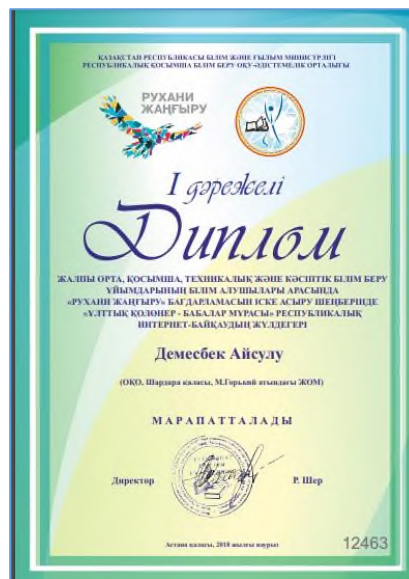 ҚАЗАҚСТАН РЕСПУБЛИКАСЫ БІЛІМ ЖӘНЕ ҒЫЛЫМ МИНИСТРЛІГІ
РЕСПУБЛИКАЛЫҚ ҚОСЫМША БІЛІМ БЕРУ ОҚУ-ӘДІСТЕМЕЛІК ОРТАЛЫҒЫ
РУХАНИ
ЖАҢҒЫРУ
I дәрежелі
Диплом
ЖАЛПЫ ОРТА, ҚОСЫМША, ТЕХНИКАЛЫҚ ЖӘНЕ КӘСІПТІК БІЛІМ БЕРУ
ҰЙЫМДАРЫНЫҢ БІЛІМ АЛУШЫЛАРЫ АРАСЫНДА
«РУХАНИ ЖАҢҒЫРУ» БАҒДАРЛАМАСЫН ІСКЕ АСЫРУ ШЕҢБЕРІНДЕ
«ҰЛТТЫҚ ҚОЛӨНЕР - БАБАЛАР МҰРАСЫ» РЕСПУБЛИКАЛЫҚ
ИНТЕРНЕТ-БАЙҚАУДЫҢ ЖҮЛДЕГЕРІ
Демесбек Айсулу
(ОҚО, Шардара қаласы, М.Горький атындағы ЖОМ)
МАРАПАТТАЛАДЫ
Директор Р. Шер
Астана қаласы, 2018 жылғы наурыз
12463